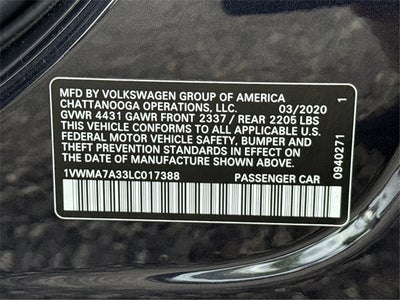 MFD BY VOLKSWAGEN GROUP OF AMERICA
CHATTANOOGA OPERATIONS, LLC. 03/2020
GVWR 4431 GAWR FRONT 2337 / REAR 2205 LBS
THIS VEHICLE CONFORMS TO ALL APPLICABLE U.S.
FEDERAL MOTOR VEHICLE SAFETY, BUMPER AND
THEFT PREVENTION STANDARDS IN EFFECT ON THE
DATE OF MANUFACTURE SHOWN ABOVE.
1VWMA7A33LC017388 PASSENGER CAR
0940271 1